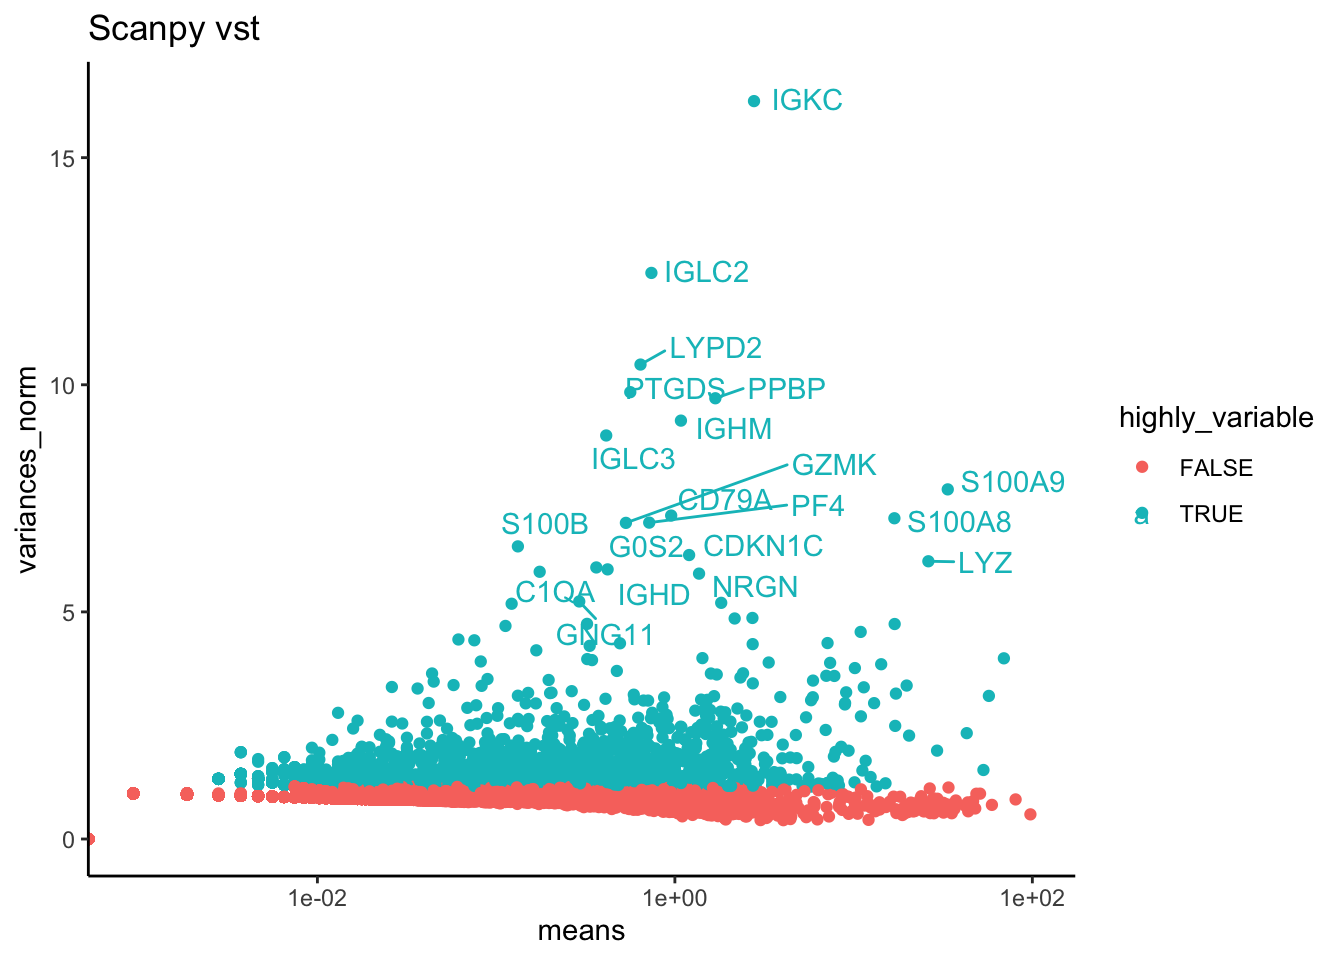 Scanpy vst
IGKC
15
IGLC2
LYPD2
10
PTGDS
PPBP
IGHM
IGLC3
GZMK
S100A9
CD79A
PF4
S100B
S100A8
G0S2
CDKN1C
LYZ
C1QA
IGHD
NRGN
5
GNG11
0
variances_norm
1e-02
1e+00
1e+02
means
highly_variable
FALSE
a
TRUE